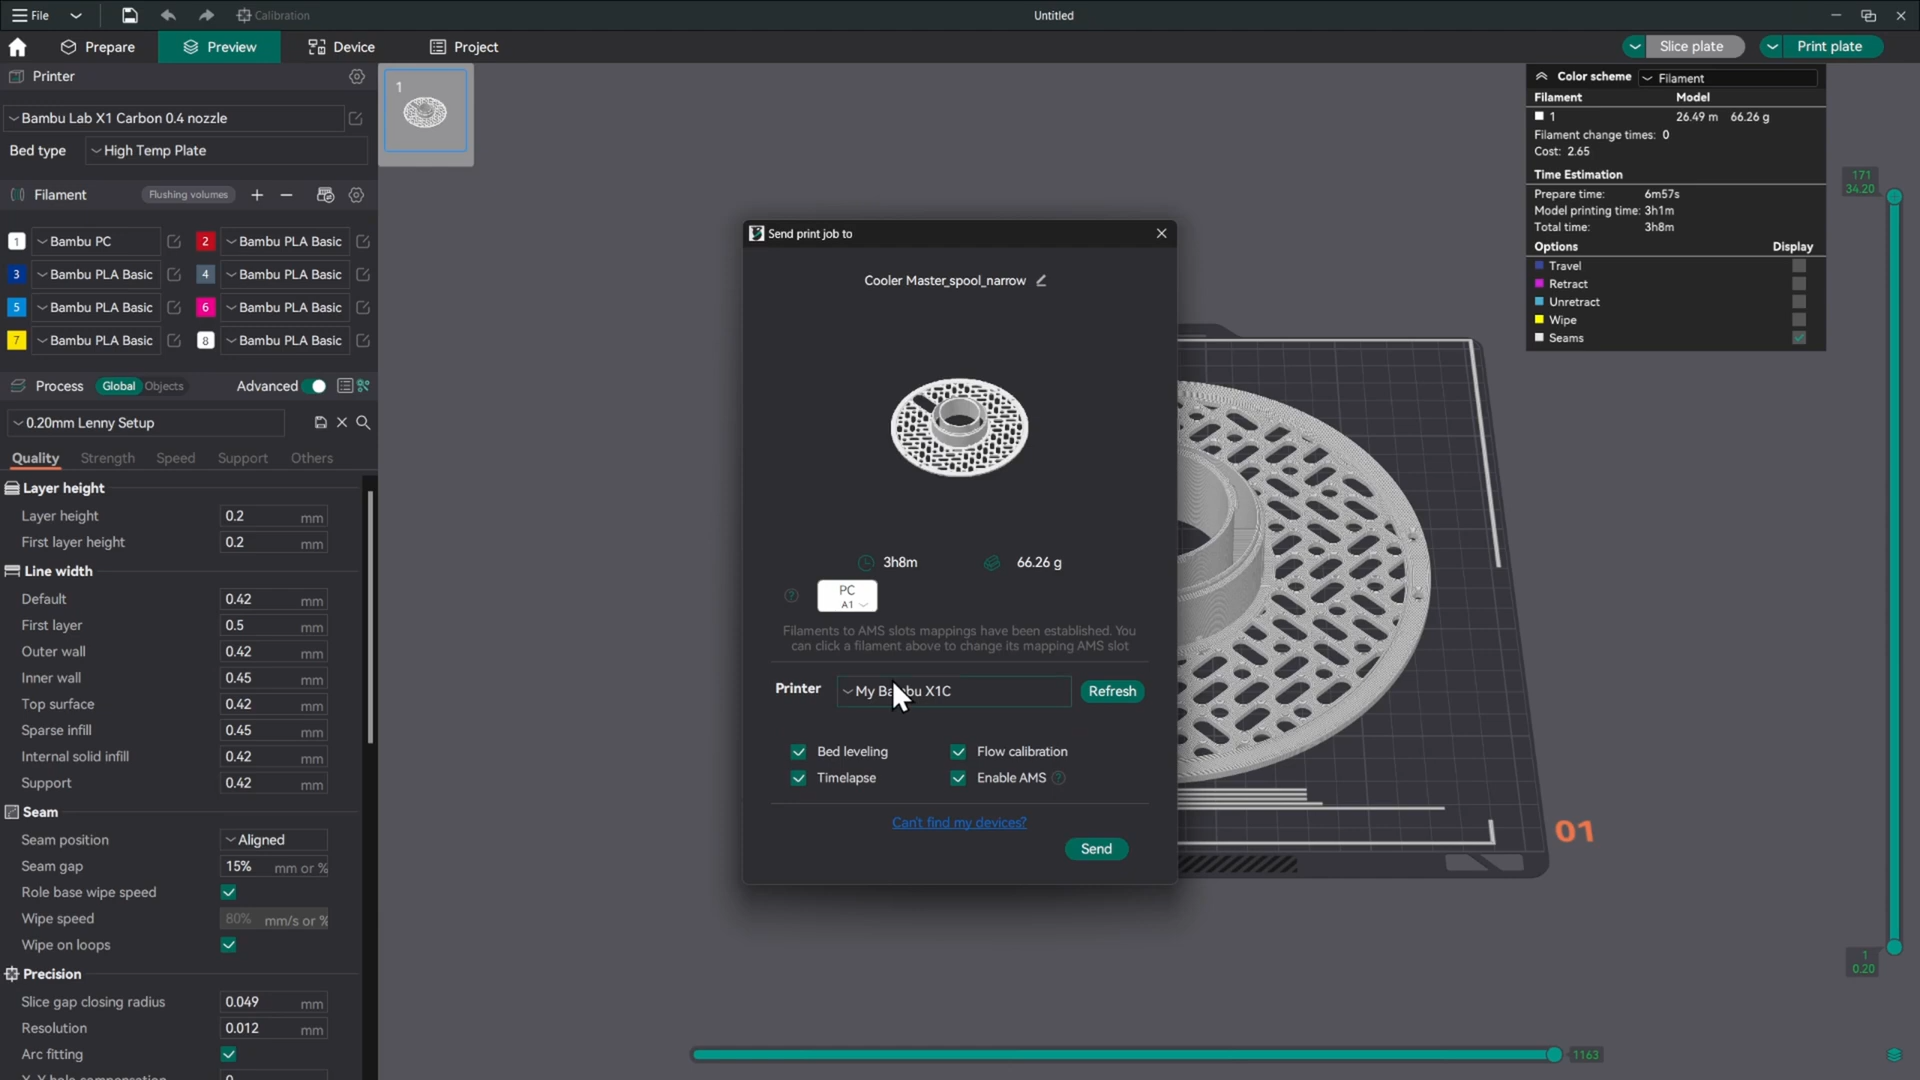 File
Calibration
Untitled
Prepare
Preview
Device
Project
Slice plate
Print plate
Printer
Bambu Lab X1 Carbon 0.4 nozzle
Bed type
High Temp Plate
Filament
Flushing volumes
1 Bambu PC
2 Bambu PLA Basic
3 Bambu PLA Basic
4 Bambu PLA Basic
5 Bambu PLA Basic
6 Bambu PLA Basic
7 Bambu PLA Basic
8 Bambu PLA Basic
Process
Global
Objects
Advanced
0.20mm Lenny Setup
Quality
Strength
Speed
Support
Others
Layer height
Layer height 0.2 mm
First layer height 0.2 mm
Line width
Default 0.42 mm
First layer 0.5 mm
Outer wall 0.42 mm
Inner wall 0.45 mm
Top surface 0.42 mm
Sparse infill 0.45 mm
Internal solid infill 0.42 mm
Support 0.42 mm
Seam
Seam position Aligned
Seam gap 15% mm or %
Role base wipe speed
Wipe speed 80% mm/s or %
Wipe on loops
Precision
Slice gap closing radius 0.049 mm
Resolution 0.012 mm
Arc fitting
1
Send print job to
Cooler Master_spool_narrow
3h8m
66.26 g
PC
A1
Filaments to AMS slots mappings have been established. You
can click a filament above to change its mapping AMS slot
Printer
My Bambu X1C
Refresh
Bed leveling
Flow calibration
Timelapse
Enable AMS
Can't find my devices?
Send
Color scheme
Filament
Filament Model
1 26.49 m 66.26 g
Filament change times: 0
Cost: 2.65
Time Estimation
Prepare time: 6m57s
Model printing time: 3h1m
Total time: 3h8m
Options Display
Travel
Retract
Unretract
Wipe
Seams
171
34.20
01
1
0.20
1163